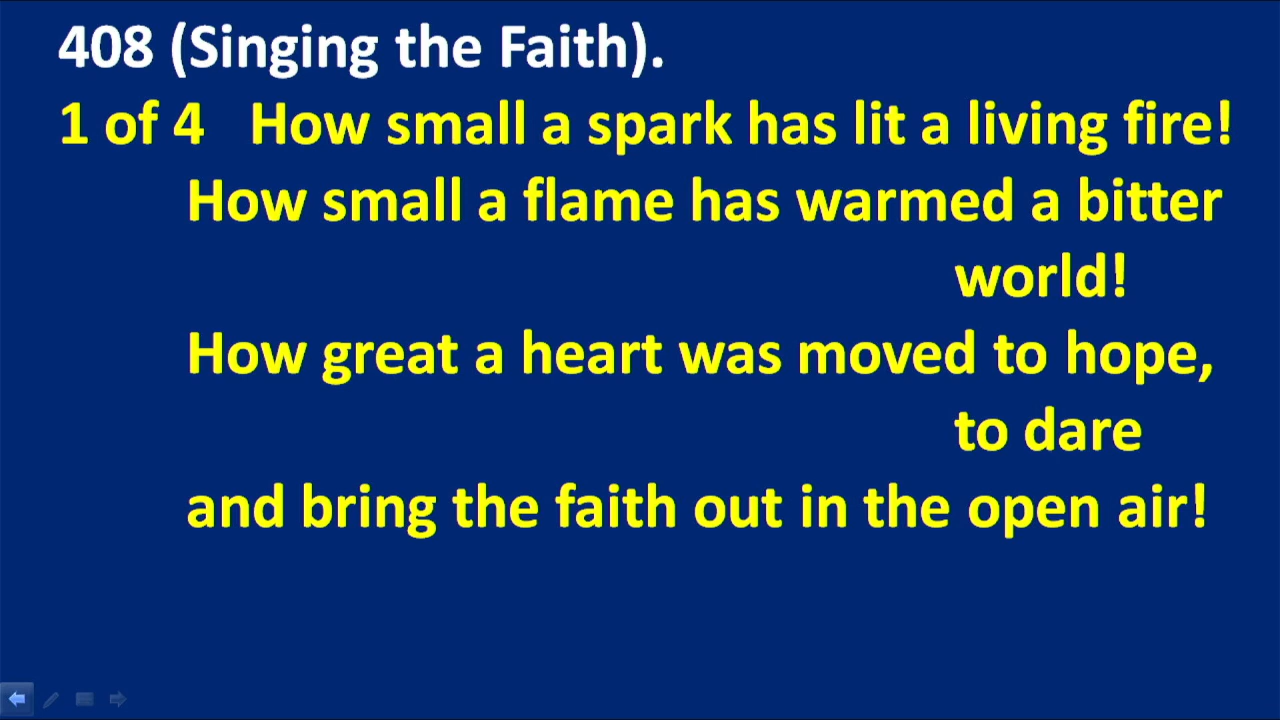 408 (Singing the Faith).
1 of 4 How small a spark has lit a living fire!
How small a flame has warmed a bitter
world!
How great a heart was moved to hope,
to dare
and bring the faith out in the open air!